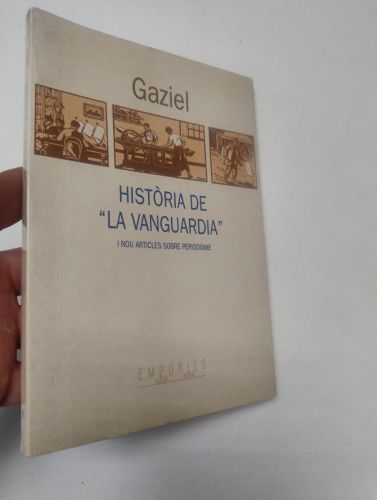 Gaziel
HISTÒRIA DE
“LA VANGUARDIA”
I NOU ARTICLES SOBRE PERIODISME
EMPÚRIES